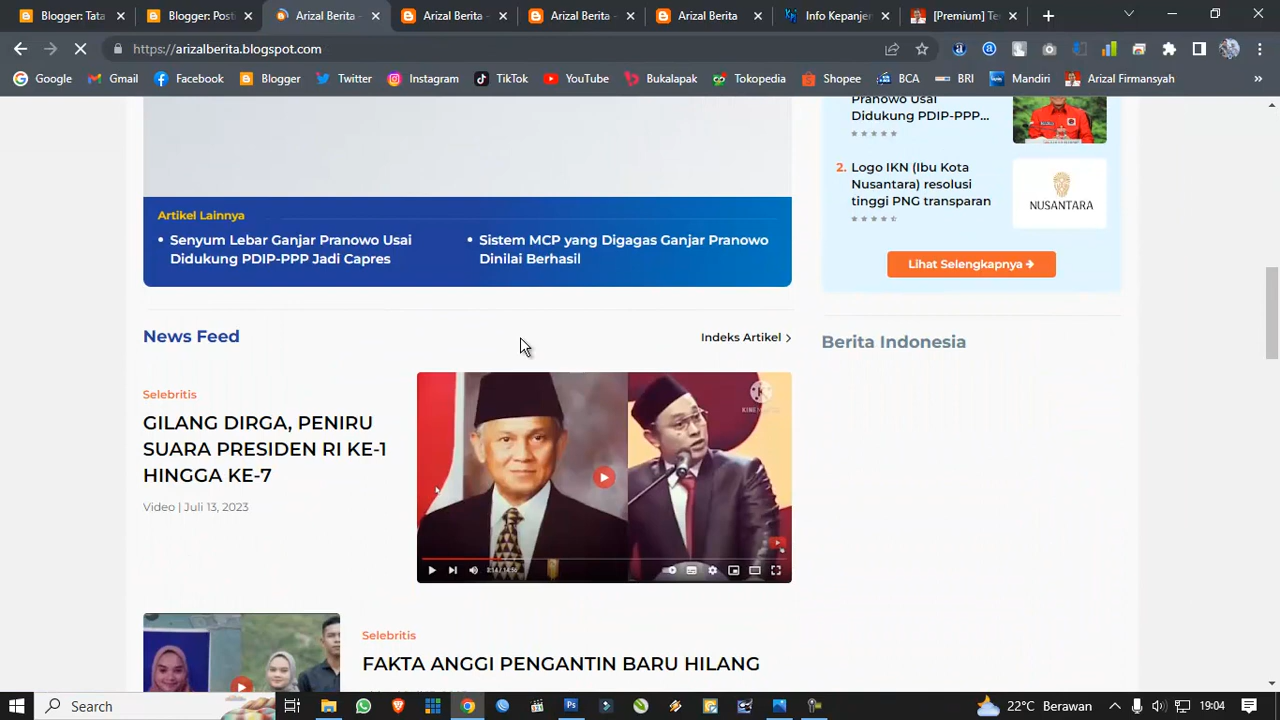 Blogger: Tata
Blogger: Post
Arizal Berita -
Arizal Berita -
Arizal Berita -
Arizal Berita -
Info Kepanjer
[Premium] Te
https://arizalberita.blogspot.com
Google
Gmail
Facebook
Blogger
Twitter
Instagram
TikTok
YouTube
Bukalapak
Tokopedia
Shopee
BCA
BRI
Mandiri
Arizal Firmansyah
»
Pranowo Usai
Didukung PDIP-PPP...
2. Logo IKN (Ibu Kota
Nusantara) resolusi
tinggi PNG transparan
NUSANTARA
Lihat Selengkapnya
Artikel Lainnya
• Senyum Lebar Ganjar Pranowo Usai
Didukung PDIP-PPP Jadi Capres
• Sistem MCP yang Digagas Ganjar Pranowo
Dinilai Berhasil
News Feed
Indeks Artikel
Berita Indonesia
Selebritis
GILANG DIRGA, PENIRU
SUARA PRESIDEN RI KE-1
HINGGA KE-7
Video | Juli 13, 2023
Selebritis
FAKTA ANGGI PENGANTIN BARU HILANG
Search
22°C Berawan
19:04